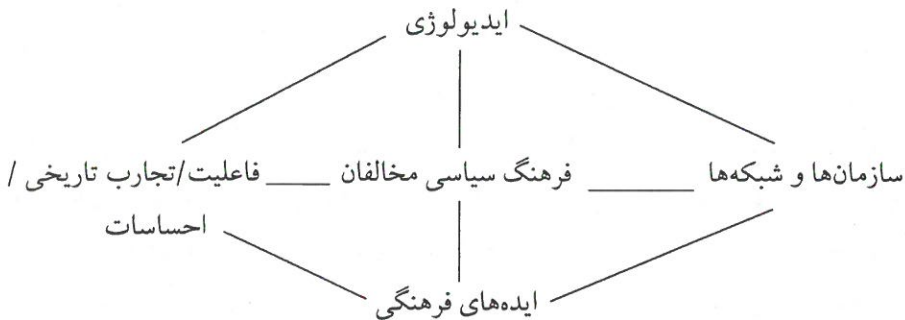 ایدیولوژی
سازمان‌ها و شبکه‌ها فرهنگ سیاسی مخالفان فاعلیت/تجارب تاریخی /
احساسات
ایده‌های فرهنگی